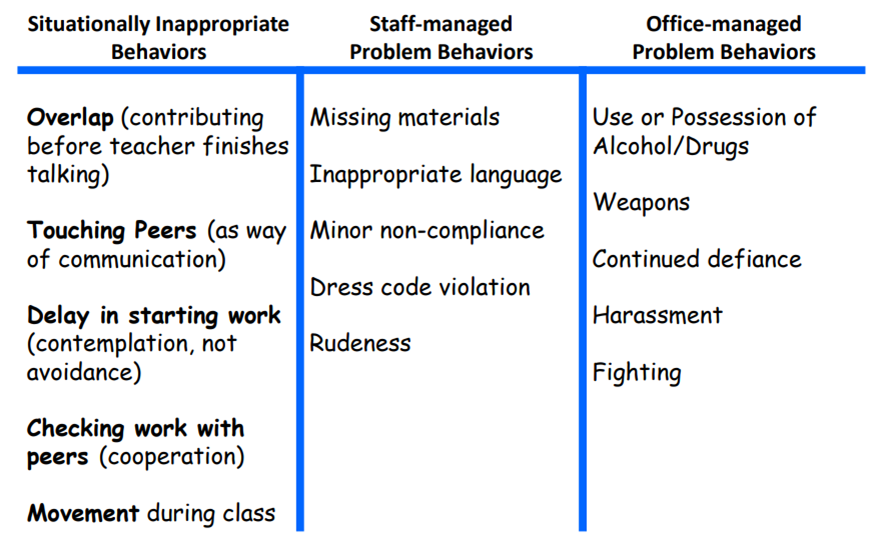 Situationally Inappropriate
Behaviors
Staff-managed
Problem Behaviors
Office-managed
Problem Behaviors
Overlap (contributing
before teacher finishes
talking)
Touching Peers (as way
of communication)
Delay in starting work
(contemplation, not
avoidance)
Checking work with
peers (cooperation)
Movement during class
Missing materials
Inappropriate language
Minor non-compliance
Dress code violation
Rudeness
Use or Possession of
Alcohol/Drugs
Weapons
Continued defiance
Harassment
Fighting